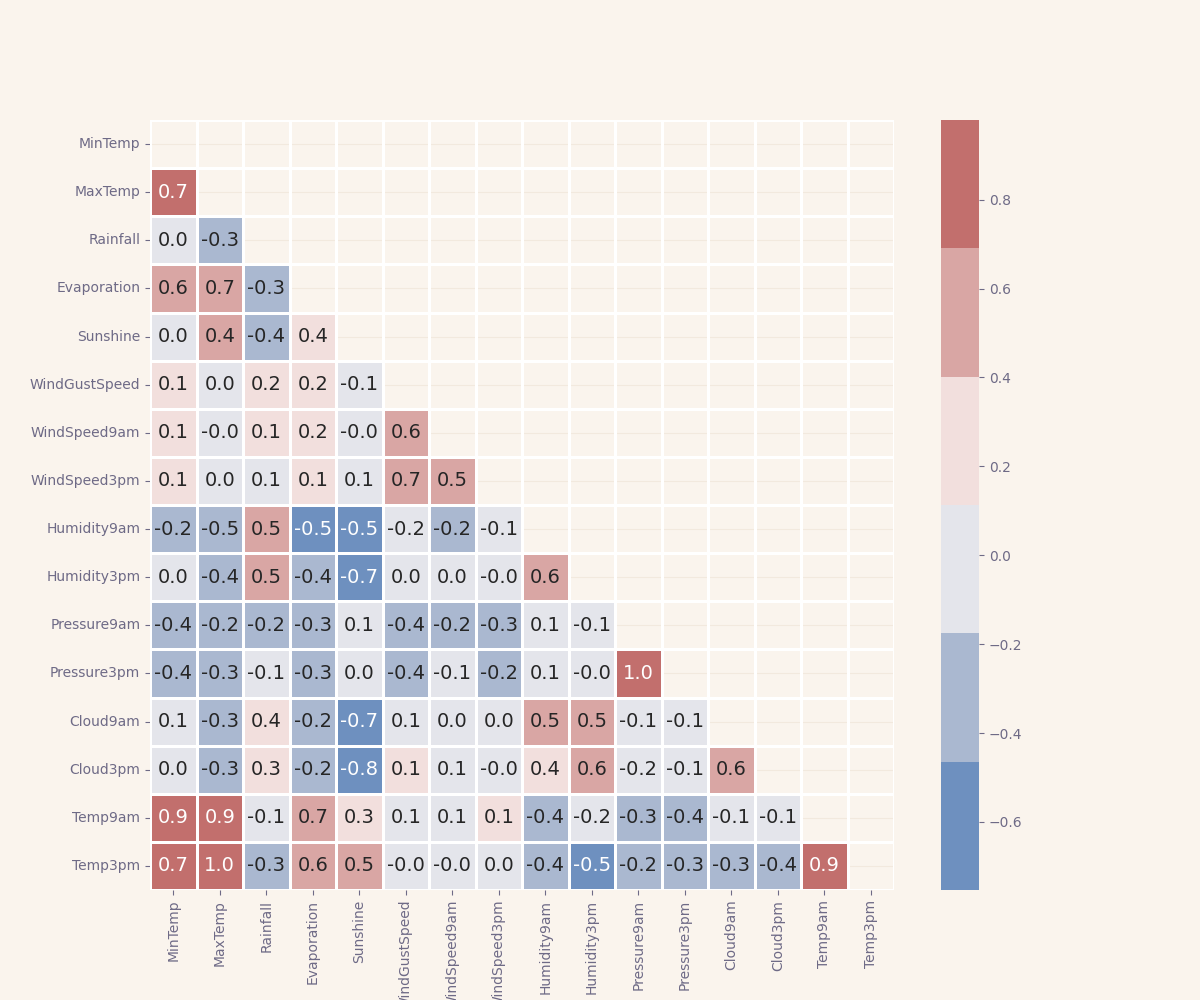 MinTemp
MaxTemp 0.7
Rainfall 0.0 -0.3
Evaporation 0.6 0.7 -0.3
Sunshine 0.0 0.4 -0.4 0.4
WindGustSpeed 0.1 0.0 0.2 0.2 -0.1
WindSpeed9am 0.1 -0.0 0.1 0.2 -0.0 0.6
WindSpeed3pm 0.1 0.0 0.1 0.1 0.1 0.7 0.5
Humidity9am -0.2 -0.5 0.5 -0.5 -0.5 -0.2 -0.2 -0.1
Humidity3pm 0.0 -0.4 0.5 -0.4 -0.7 0.0 0.0 -0.0 0.6
Pressure9am -0.4 -0.2 -0.2 -0.3 0.1 -0.4 -0.2 -0.3 0.1 -0.1
Pressure3pm -0.4 -0.3 -0.1 -0.3 0.0 -0.4 -0.1 -0.2 0.1 -0.0 1.0
Cloud9am 0.1 -0.3 0.4 -0.2 -0.7 0.1 0.0 0.0 0.5 0.5 -0.1 -0.1
Cloud3pm 0.0 -0.3 0.3 -0.2 -0.8 0.1 0.1 -0.0 0.4 0.6 -0.2 -0.1 0.6
Temp9am 0.9 0.9 -0.1 0.7 0.3 0.1 0.1 0.1 -0.4 -0.2 -0.3 -0.4 -0.1 -0.1
Temp3pm 0.7 1.0 -0.3 0.6 0.5 -0.0 -0.0 0.0 -0.4 -0.5 -0.2 -0.3 -0.3 -0.4 0.9
MinTemp
MaxTemp
Rainfall
Evaporation
Sunshine
indGustSpeed
indSpeed9am
indSpeed3pm
Humidity9am
Humidity3pm
Pressure9am
Pressure3pm
Cloud9am
Cloud3pm
Temp9am
Temp3pm
0.8
0.6
0.4
0.2
0.0
−0.2
−0.4
−0.6